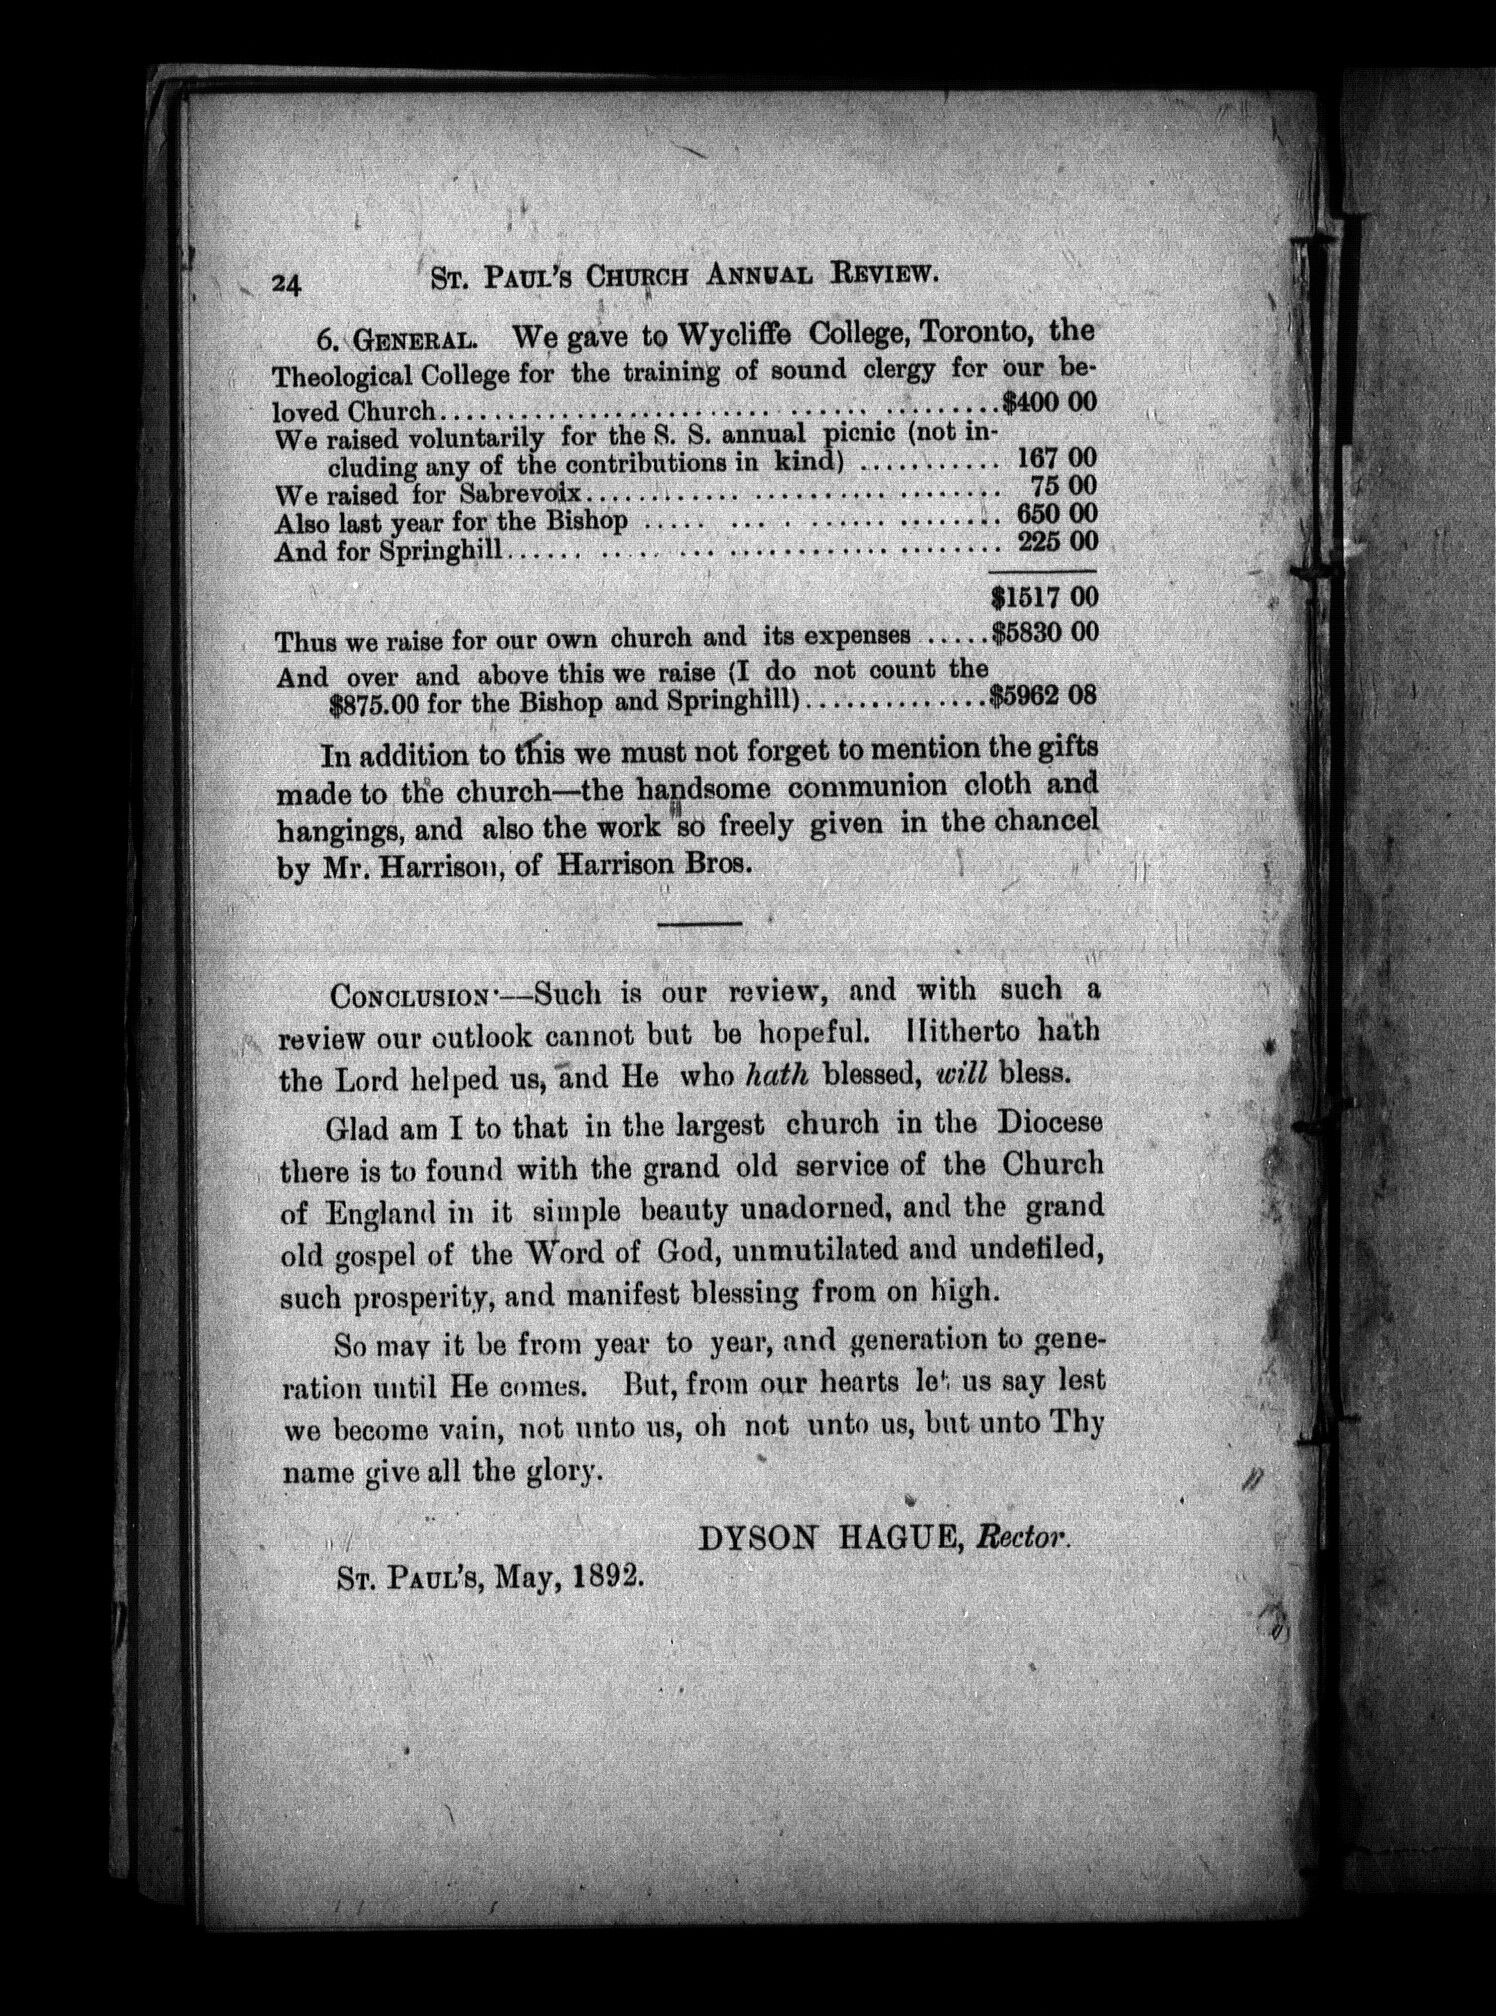 24 ST. PAUL'S CHURCH ANNUAL REVIEW.
6. GENERAL. We gave to Wycliffe College, Toronto, the
Theological College for the training of sound clergy for our be-
loved Church.......................................$400 00
We raised voluntarily for the S. S. annual picnic (not in-
cluding any of the contributions in kind) ........... 167 00
We raised for Sabrevoix............................... 75 00
Also last year for the Bishop ........................ 650 00
And for Springhill.................................... 225 00
$1517 00
Thus we raise for our own church and its expenses .....$5830 00
And over and above this we raise (I do not count the
$875.00 for the Bishop and Springhill)..............$5962 08
In addition to this we must not forget to mention the gifts
made to the church—the handsome communion cloth and
hangings, and also the work so freely given in the chancel
by Mr. Harrison, of Harrison Bros.
CONCLUSION·—Such is our review, and with such a
review our outlook cannot but be hopeful. Hitherto hath
the Lord helped us, and He who hath blessed, will bless.
Glad am I to that in the largest church in the Diocese
there is to found with the grand old service of the Church
of England in it simple beauty unadorned, and the grand
old gospel of the Word of God, unmutilated and undefiled,
such prosperity, and manifest blessing from on high.
So may it be from year to year, and generation to gene-
ration until He comes. But, from our hearts let us say lest
we become vain, not unto us, oh not unto us, but unto Thy
name give all the glory.
DYSON HAGUE, Rector.
ST. PAUL'S, May, 1892.